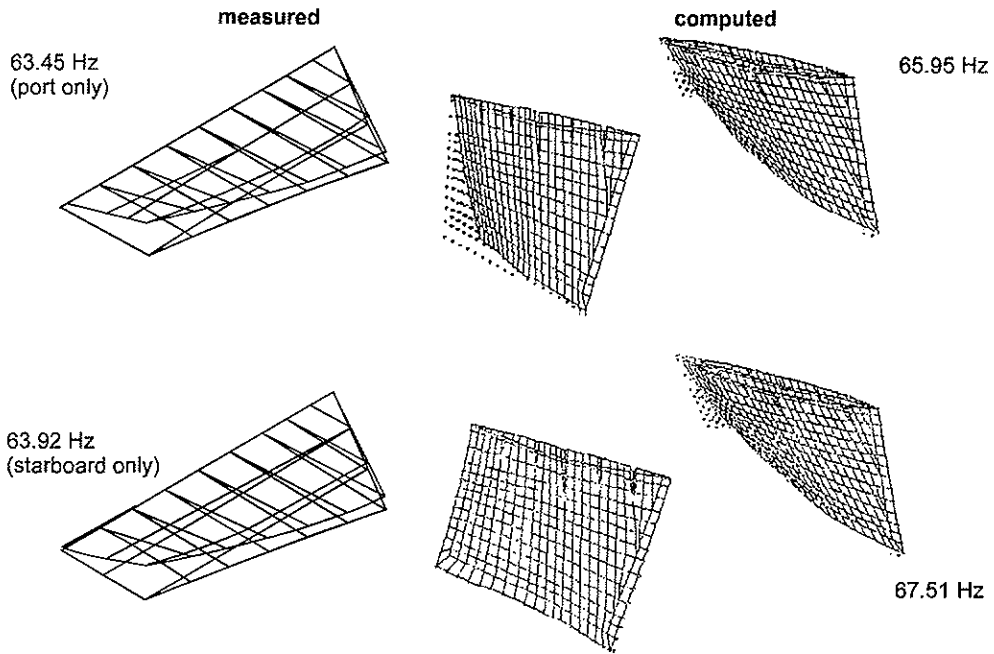 measured
computed
63.45 Hz
(port only)
65.95 Hz
63.92 Hz
(starboard only)
67.51 Hz